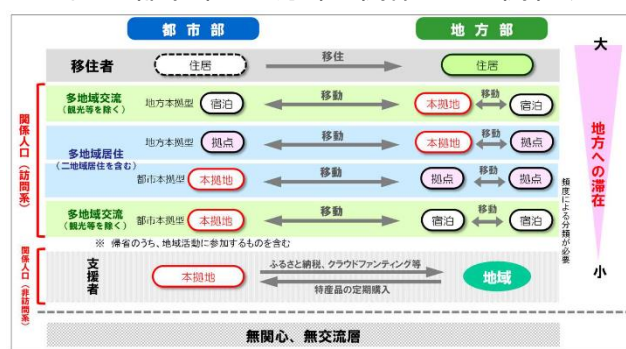 都市部 地方部
移住者 住居 移住 住居 大
多地域交流 (観光等を除く) 地方本拠型 宿泊 移動 本拠地 移動 宿泊
多地域居住 (二地域居住を含む) 地方本拠型 拠点 移動 本拠地 移動 拠点
都市本拠型 本拠地 移動 拠点 移動 拠点
多地域交流 (観光等を除く) 都市本拠型 本拠地 移動 宿泊 移動 宿泊
※ 帰省のうち、地域活動に参加するものを含む
関係人口(訪問系)
地方への滞在
頻度による分類が必要
小
関係人口(非訪問系)
支援者 本拠地 ふるさと納税、クラウドファンティング等 地域
特産品の定期購入
無関心、無交流層